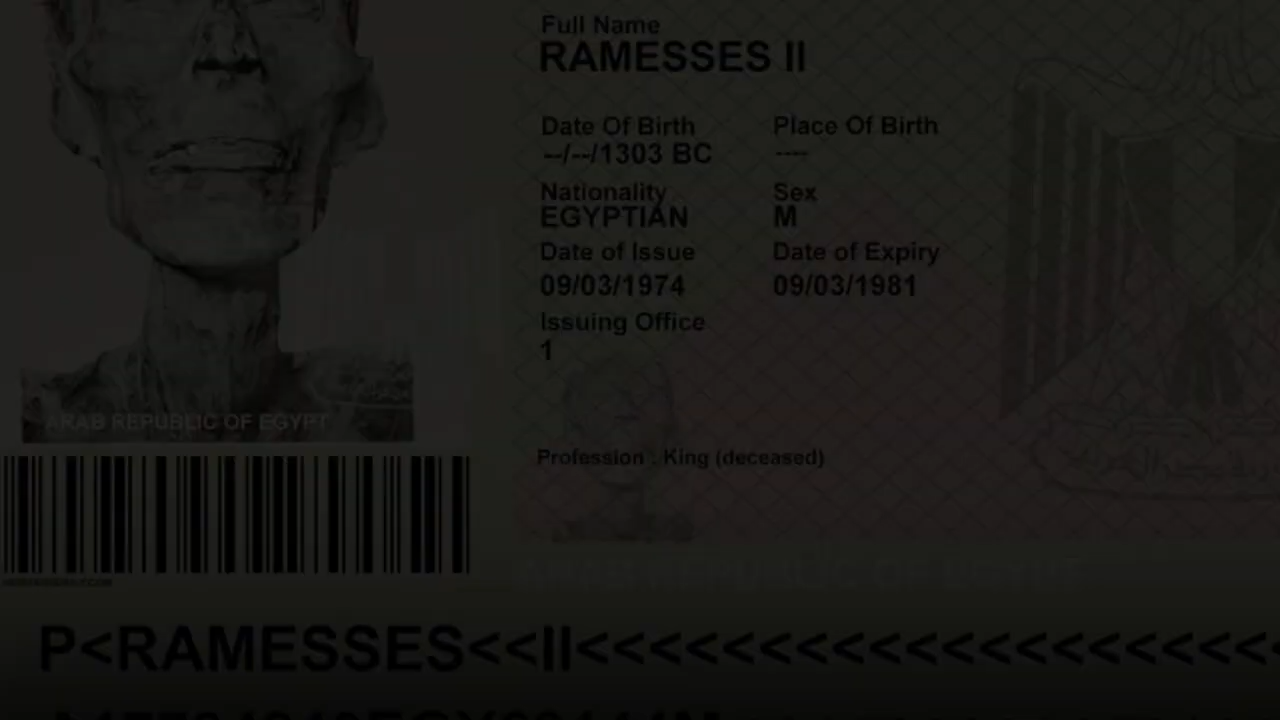 Full Name
RAMESSES II
Date Of Birth Place Of Birth
--/--/1303 BC ----
Nationality Sex
EGYPTIAN M
Date of Issue Date of Expiry
09/03/1974 09/03/1981
Issuing Office
1
ARAB REPUBLIC OF EGYPT
Profession : King (deceased)
P<RAMESSES<<II<<<<<<<<<<<<<<<<<<<